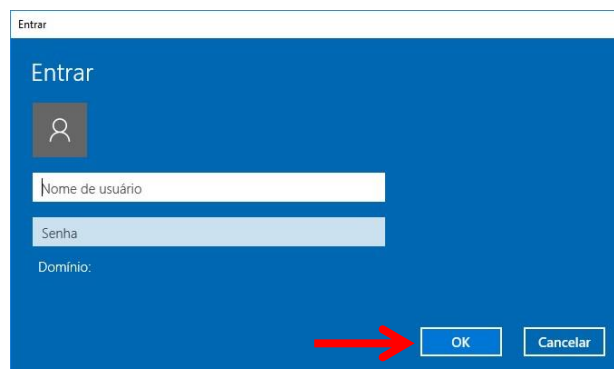 Entrar
Entrar
Nome de usuário
Senha
Domínio:
OK Cancelar